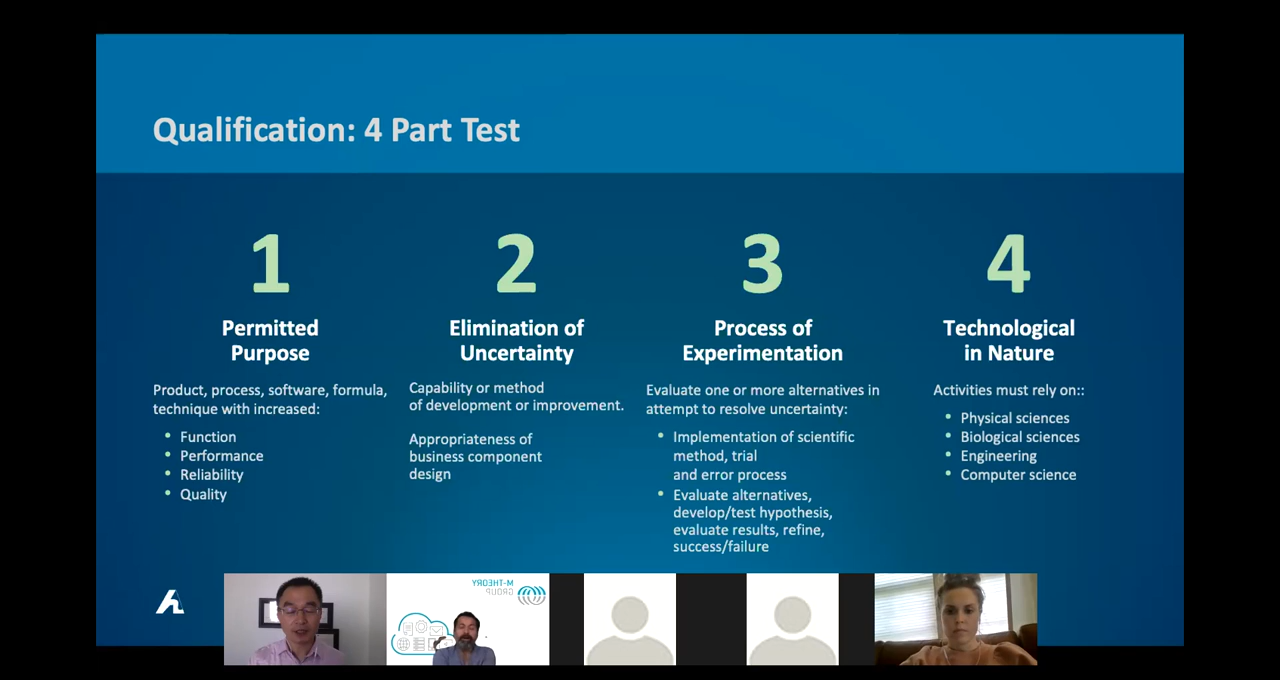 Qualification: 4 Part Test
1
Permitted
Purpose
Product, process, software, formula,
technique with increased:
• Function
• Performance
• Reliability
• Quality
2
Elimination of
Uncertainty
Capability or method
of development or improvement.
Appropriateness of
business component
design
3
Process of
Experimentation
Evaluate one or more alternatives in
attempt to resolve uncertainty:
• Implementation of scientific
method, trial
and error process
• Evaluate alternatives,
develop/test hypothesis,
evaluate results, refine,
success/failure
4
Technological
in Nature
Activities must rely on::
• Physical sciences
• Biological sciences
• Engineering
• Computer science
M-THEORY
GROUP